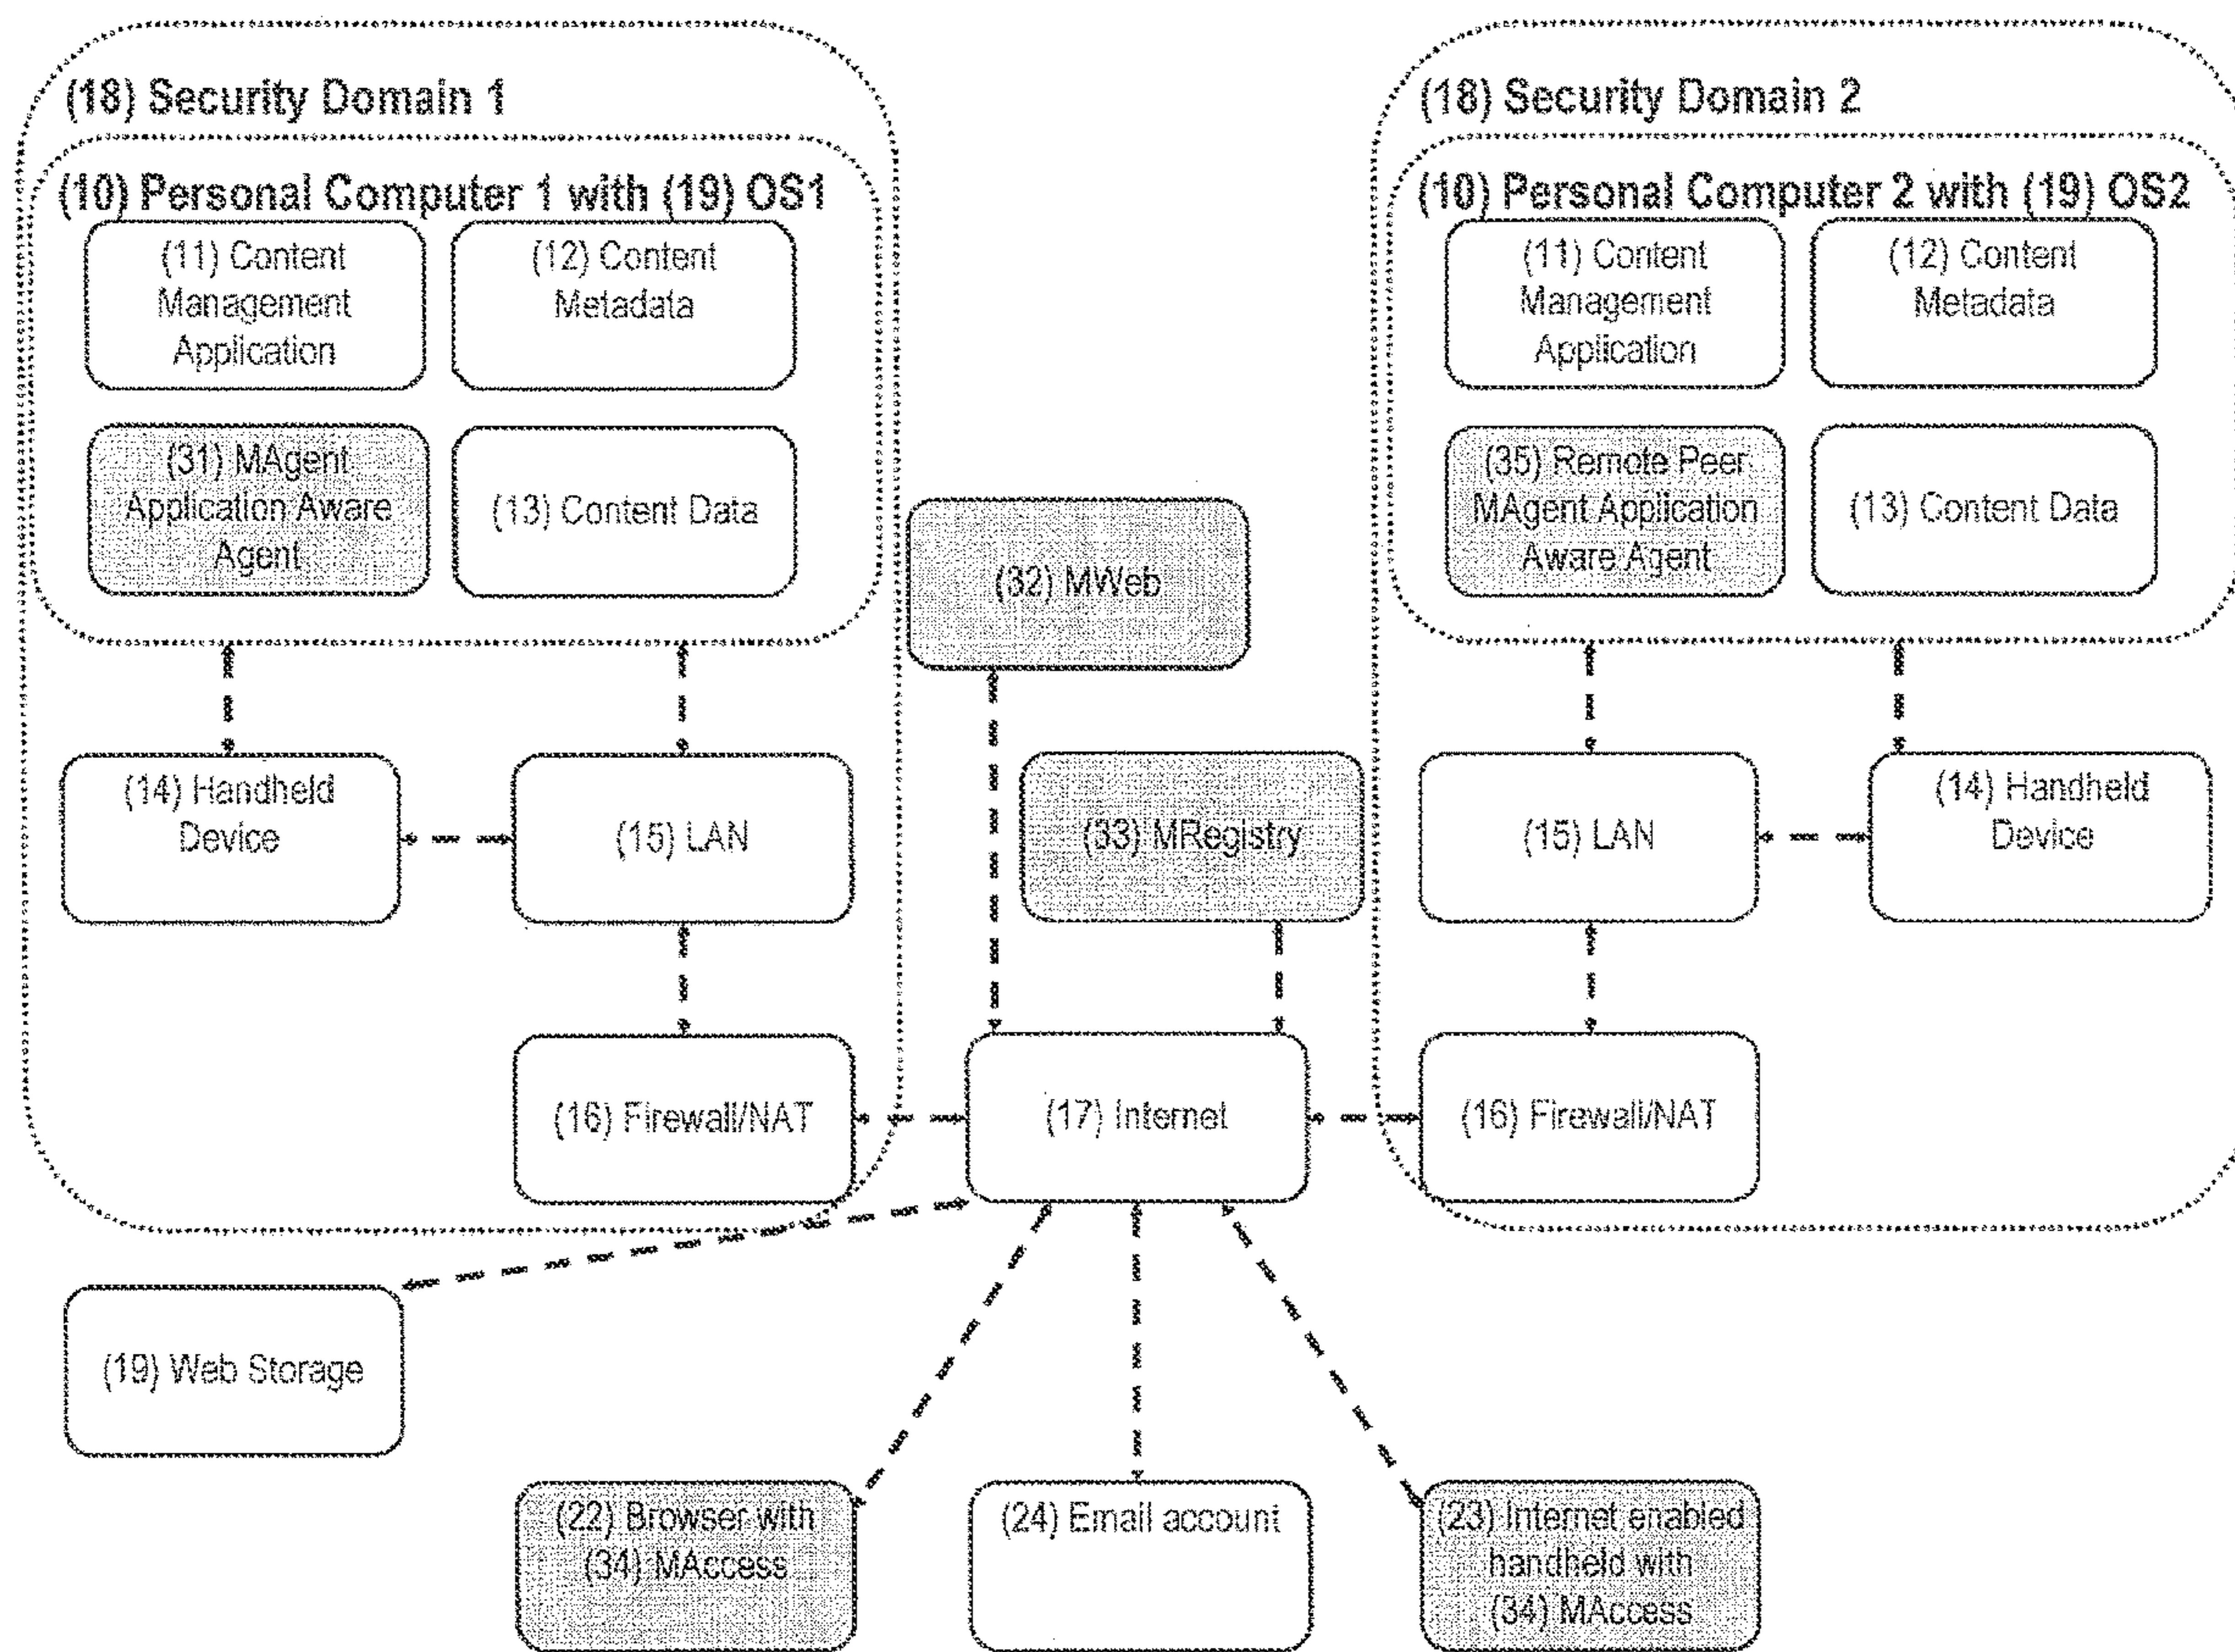 (18) Security Domain 1
(10) Personal Computer 1 with (19) OS1
(11) Content
Management
Application
(12) Content
Metadata
(31) MAgent
Application Aware
Agent
(13) Content Data
(14) Handheld
Device
(15) LAN
(16) Firewall/NAT
(32) MWeb
(33) MRegistry
(17) Internet
(18) Security Domain 2
(10) Personal Computer 2 with (19) OS2
(11) Content
Management
Application
(12) Content
Metadata
(35) Remote Peer
MAgent Application
Aware Agent
(13) Content Data
(15) LAN
(14) Handheld
Device
(16) Firewall/NAT
(19) Web Storage
(22) Browser with
(34) MAccess
(24) Email account
(23) Internet enabled
handheld with
(34) MAccess